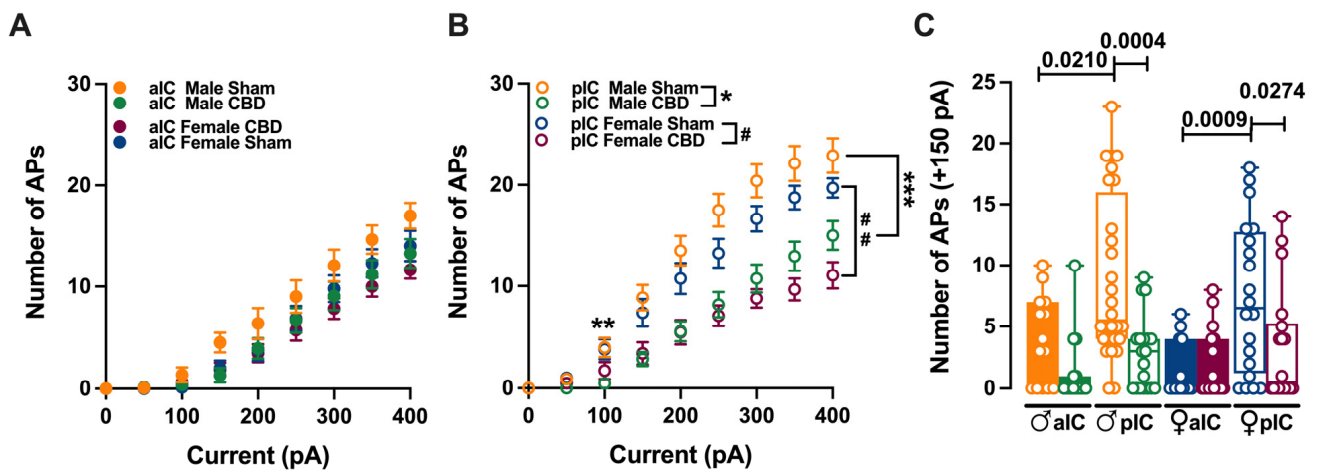 A
B
C
Number of APs
30
20
10
0
aIC Male Sham
aIC Male CBD
aIC Female CBD
aIC Female Sham
0 100 200 300 400
Current (pA)
Number of APs
30
20
10
0
pIC Male Sham
pIC Male CBD
*
pIC Female Sham
pIC Female CBD
#
**
***
##
0 100 200 300 400
Current (pA)
Number of APs (+150 pA)
25
20
15
10
5
0
0.0210
0.0004
0.0009
0.0274
♂aIC ♂pIC ♀aIC ♀pIC